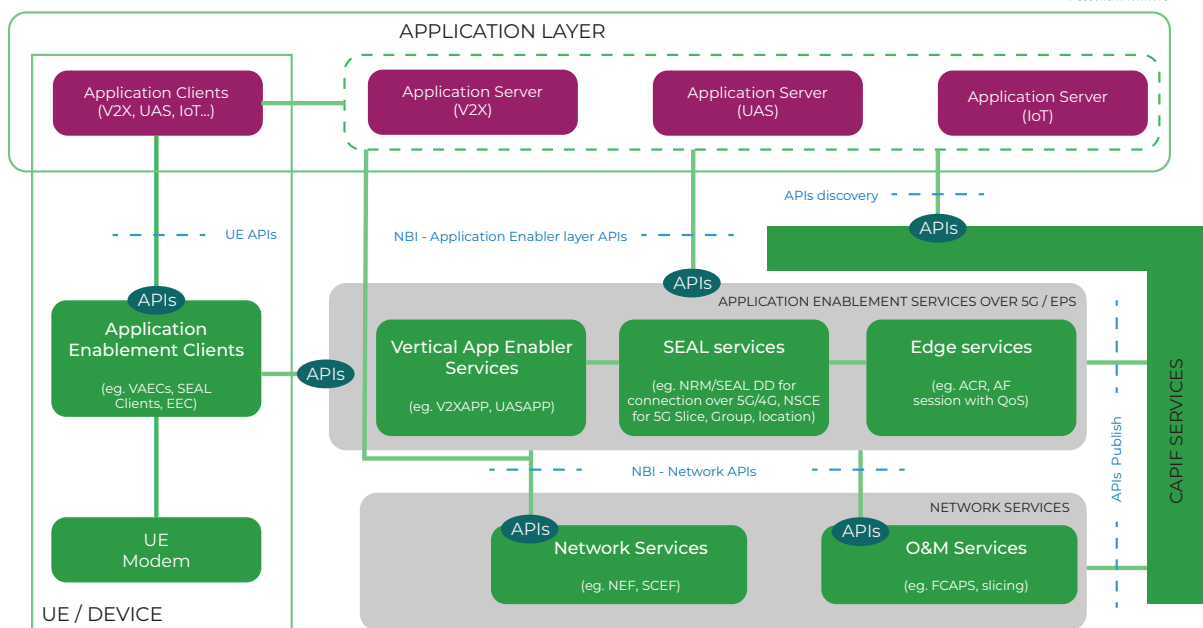 APPLICATION LAYER
Application Clients
(V2X, UAS, IoT...)
Application Server
(V2X)
Application Server
(UAS)
Application Server
(IoT)
APIs discovery
UE APIs
NBI - Application Enabler layer APIs
APIs
APIs
APIs
APPLICATION ENABLEMENT SERVICES OVER 5G / EPS
Application
Enablement Clients
(eg. VAECs, SEAL
Clients, EEC)
APIs
Vertical App Enabler
Services
(eg. V2XAPP, UASAPP)
SEAL services
(eg. NRM/SEAL DD for
connection over 5G/4G, NSCE
for 5G Slice, Group, location)
Edge services
(eg. ACR, AF
session with QoS)
APIs Publish
CAPIF SERVICES
NBI - Network APIs
NETWORK SERVICES
APIs
Network Services
(eg. NEF, SCEF)
APIs
O&M Services
(eg. FCAPS, slicing)
UE
Modem
UE / DEVICE